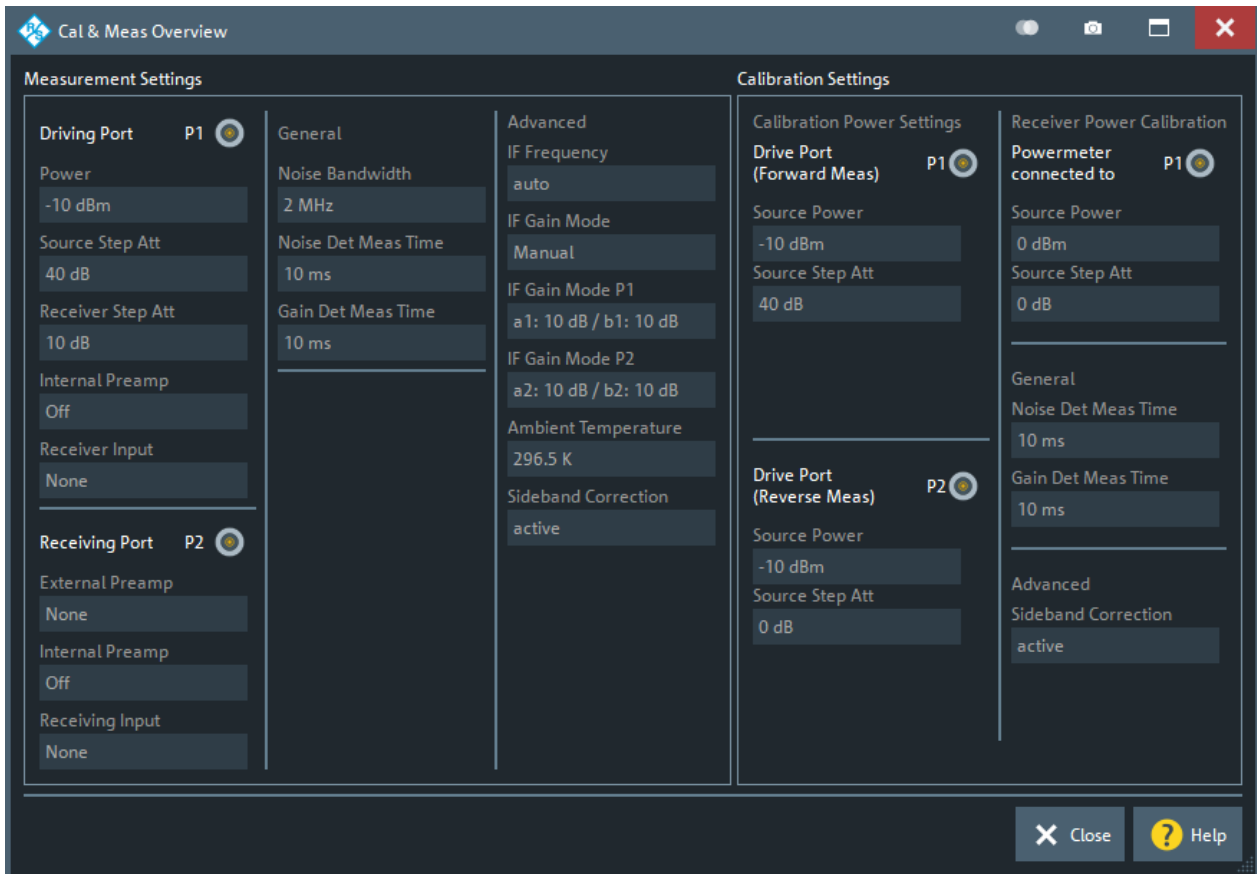 Cal & Meas Overview
Measurement Settings
Driving Port P1
Power
-10 dBm
Source Step Att
40 dB
Receiver Step Att
10 dB
Internal Preamp
Off
Receiver Input
None
Receiving Port P2
External Preamp
None
Internal Preamp
Off
Receiving Input
None
General
Noise Bandwidth
2 MHz
Noise Det Meas Time
10 ms
Gain Det Meas Time
10 ms
Advanced
IF Frequency
auto
IF Gain Mode
Manual
IF Gain Mode P1
a1: 10 dB / b1: 10 dB
IF Gain Mode P2
a2: 10 dB / b2: 10 dB
Ambient Temperature
296.5 K
Sideband Correction
active
Calibration Settings
Calibration Power Settings
Drive Port
(Forward Meas) P1
Source Power
-10 dBm
Source Step Att
40 dB
Drive Port
(Reverse Meas) P2
Source Power
-10 dBm
Source Step Att
0 dB
Receiver Power Calibration
Powermeter
connected to P1
Source Power
0 dBm
Source Step Att
0 dB
General
Noise Det Meas Time
10 ms
Gain Det Meas Time
10 ms
Advanced
Sideband Correction
active
Close
? Help